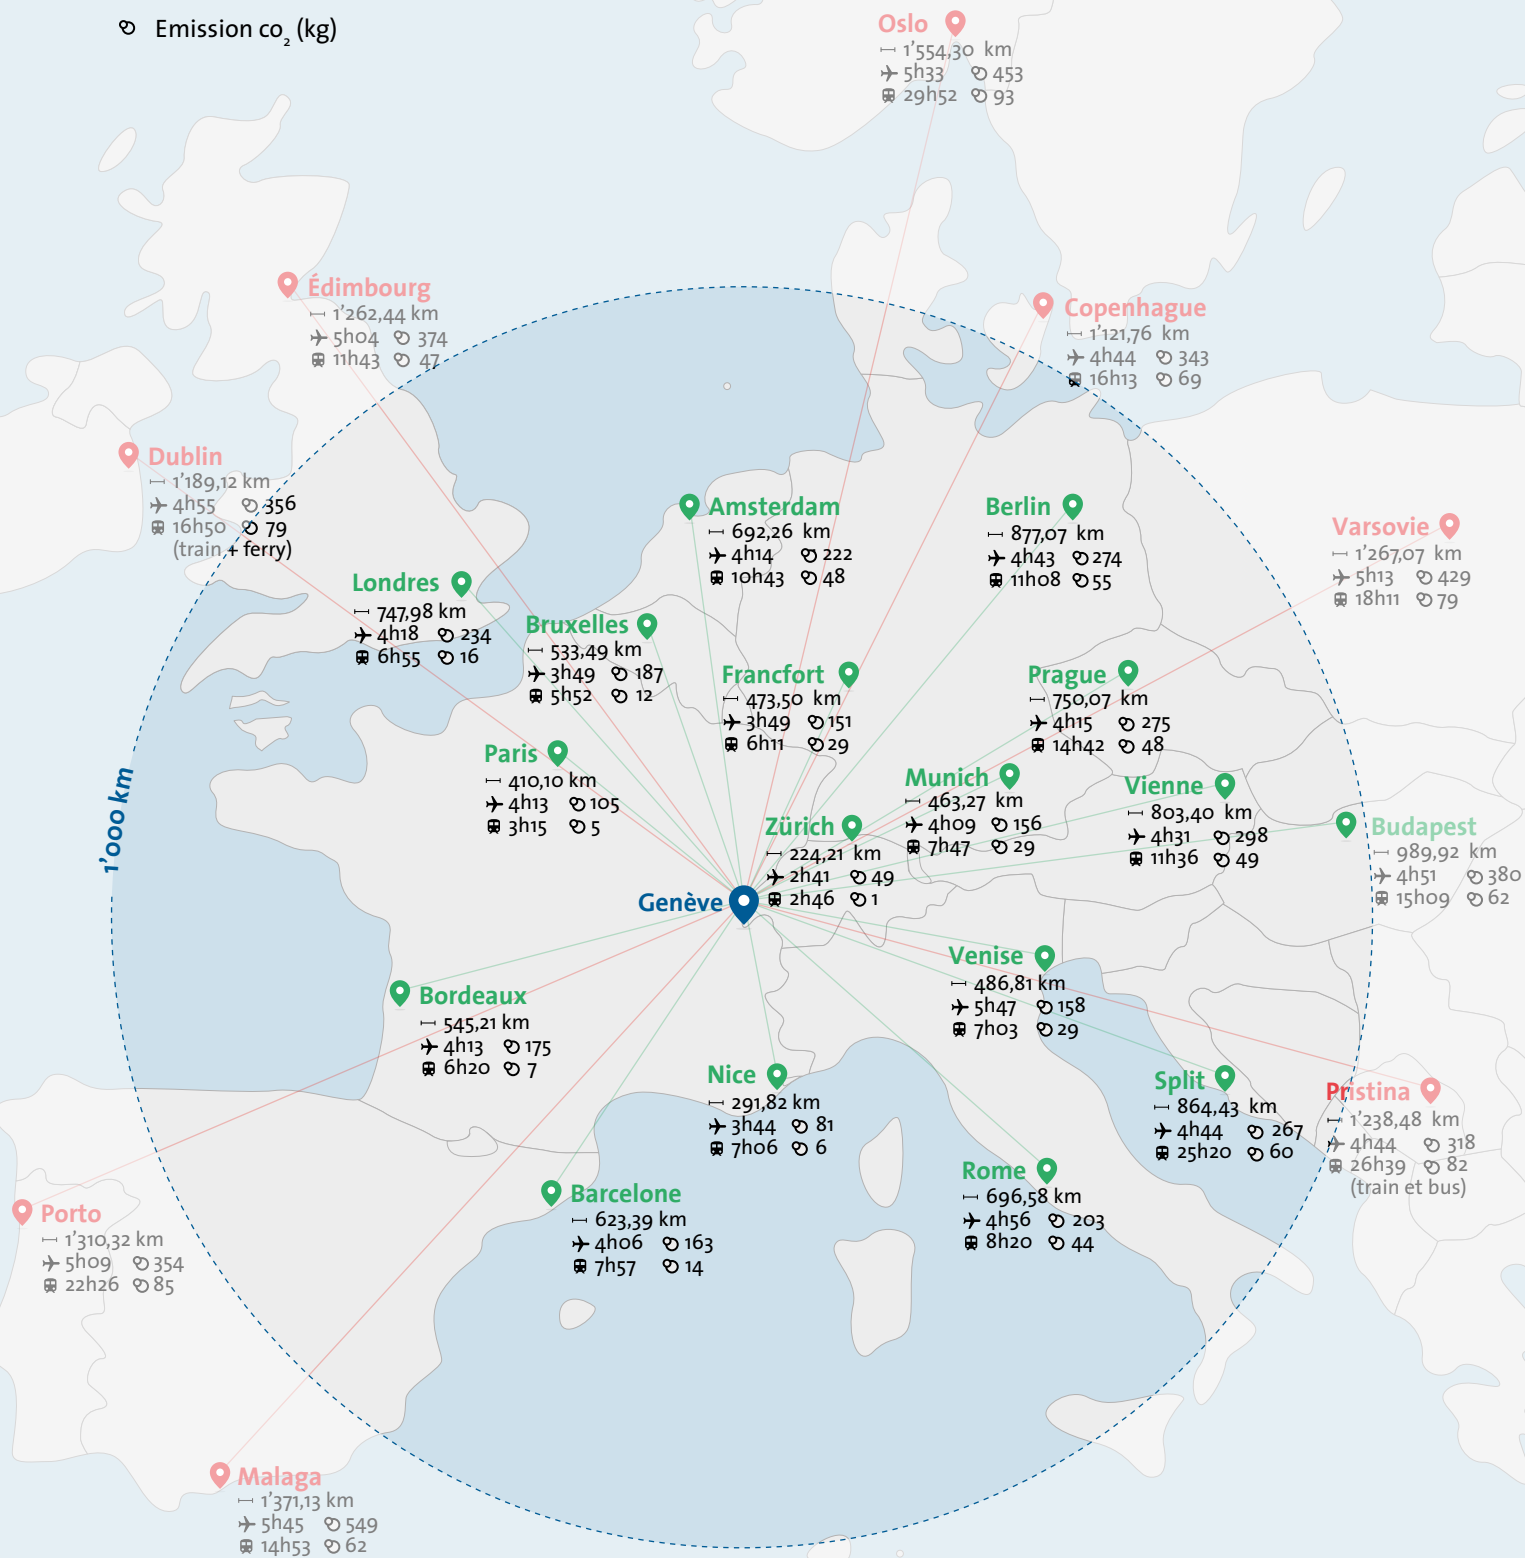 Emission co₂ (kg)
Oslo
1'554,30 km
5h33 453
29h52 93
Édimbourg
1'262,44 km
5h04 374
11h43 47
Copenhague
1'121,76 km
4h44 343
16h13 69
Dublin
1'189,12 km
4h55 356
16h50 79
(train + ferry)
Amsterdam
692,26 km
4h14 222
10h43 48
Berlin
877,07 km
4h43 274
11h08 55
Varsovie
1'267,07 km
5h13 429
18h11 79
Londres
747,98 km
4h18 234
6h55 16
Bruxelles
533,49 km
3h49 187
5h52 12
Francfort
473,50 km
3h49 151
6h11 29
Prague
750,07 km
4h15 275
14h42 48
Paris
410,10 km
4h13 105
3h15 5
Munich
463,27 km
4h09 156
7h47 29
Vienne
803,40 km
4h31 298
11h36 49
1'000 km
Zürich
224,21 km
2h41 49
2h46 1
Budapest
989,92 km
4h51 380
15h09 62
Genève
Venise
486,81 km
5h47 158
7h03 29
Bordeaux
545,21 km
4h13 175
6h20 7
Nice
291,82 km
3h44 81
7h06 6
Split
864,43 km
4h44 267
25h20 60
Pristina
1'238,48 km
4h44 318
26h39 82
(train et bus)
Rome
696,58 km
4h56 203
8h20 44
Barcelone
623,39 km
4h06 163
7h57 14
Porto
1'310,32 km
5h09 354
22h26 85
Malaga
1'371,13 km
5h45 549
14h53 62